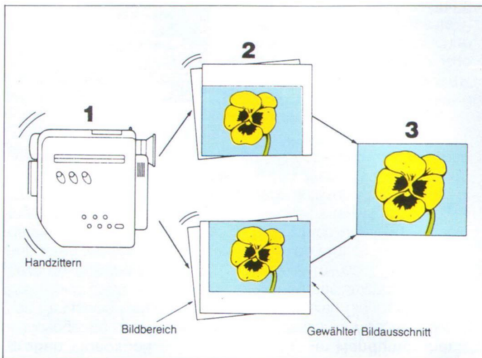 1
2
3
Handzittern
Bildbereich
Gewählter Bildausschnitt